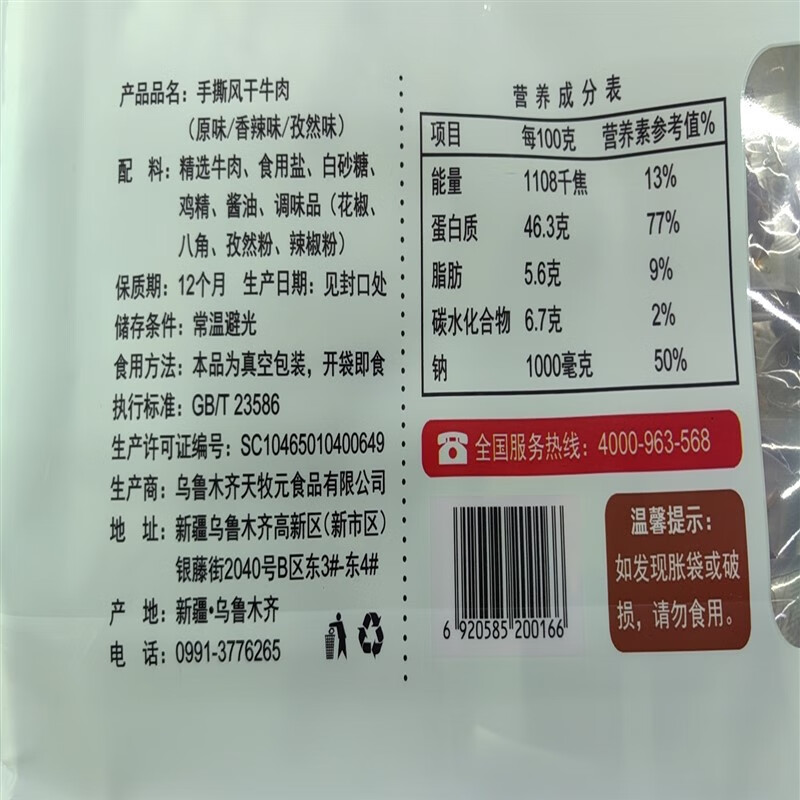 产品品名：手撕风干牛肉
（原味/香辣味/孜然味）
配 料：精选牛肉、食用盐、白砂糖、
鸡精、酱油、调味品（花椒、
八角、孜然粉、辣椒粉）
保质期：12个月 生产日期：见封口处
储存条件：常温避光
食用方法：本品为真空包装，开袋即食
执行标准：GB/T 23586
生产许可证编号：SC10465010400649
生产商：乌鲁木齐天牧元食品有限公司
地 址：新疆乌鲁木齐高新区（新市区）
银藤街2040号B区东3#-东4#
产 地：新疆·乌鲁木齐
电 话：0991-3776265
营养成分表
项目 每100克 营养素参考值%
能量 1108千焦 13%
蛋白质 46.3克 77%
脂肪 5.6克 9%
碳水化合物 6.7克 2%
钠 1000毫克 50%
全国服务热线：4000-963-568
6 920585 200166
温馨提示：
如发现胀袋或破
损，请勿食用。